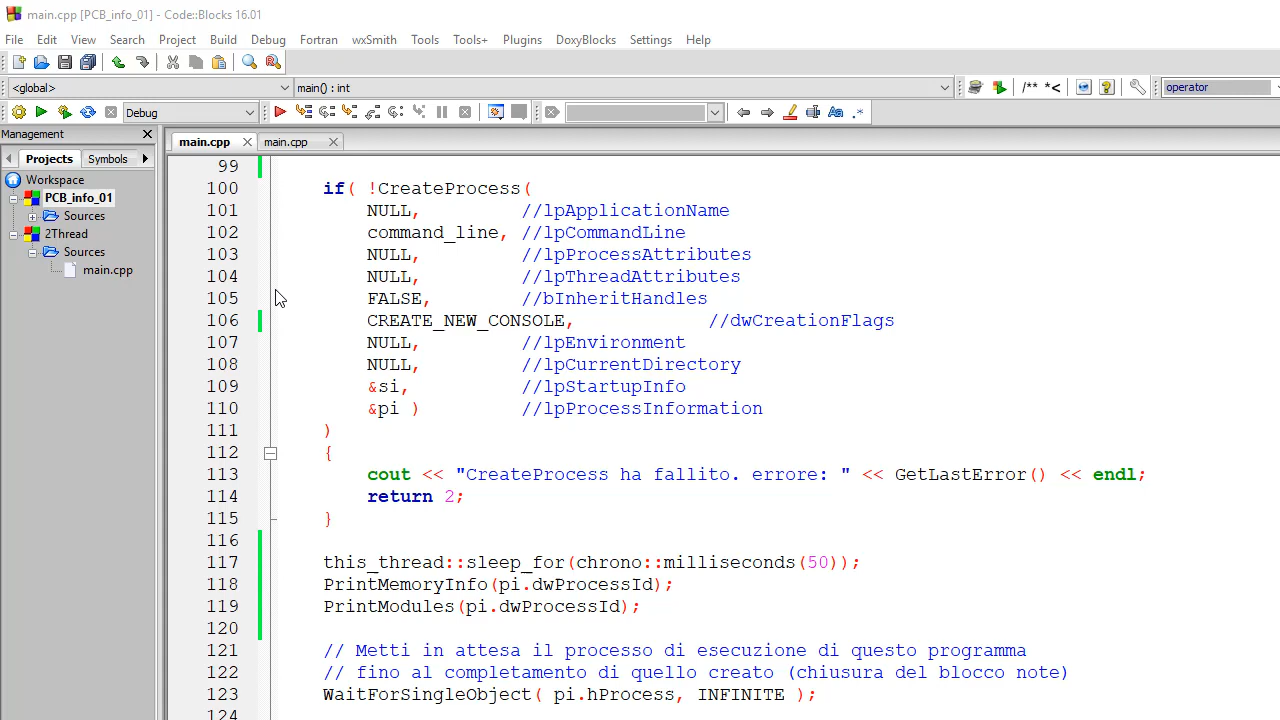 main.cpp [PCB_info_01] - Code::Blocks 16.01
File Edit View Search Project Build Debug Fortran wxSmith Tools Tools+ Plugins DoxyBlocks Settings Help
<global> main() : int /** *< operator
Debug Aa .*
Management
main.cpp main.cpp
Projects Symbols
Workspace
PCB_info_01
Sources
2Thread
Sources
main.cpp
99
100 if( !CreateProcess(
101 NULL, //lpApplicationName
102 command_line, //lpCommandLine
103 NULL, //lpProcessAttributes
104 NULL, //lpThreadAttributes
105 FALSE, //bInheritHandles
106 CREATE_NEW_CONSOLE, //dwCreationFlags
107 NULL, //lpEnvironment
108 NULL, //lpCurrentDirectory
109 &si, //lpStartupInfo
110 &pi ) //lpProcessInformation
111 )
112 {
113 cout << "CreateProcess ha fallito. errore: " << GetLastError() << endl;
114 return 2;
115 }
116
117 this_thread::sleep_for(chrono::milliseconds(50));
118 PrintMemoryInfo(pi.dwProcessId);
119 PrintModules(pi.dwProcessId);
120
121 // Metti in attesa il processo di esecuzione di questo programma
122 // fino al completamento di quello creato (chiusura del blocco note)
123 WaitForSingleObject( pi.hProcess, INFINITE );
124